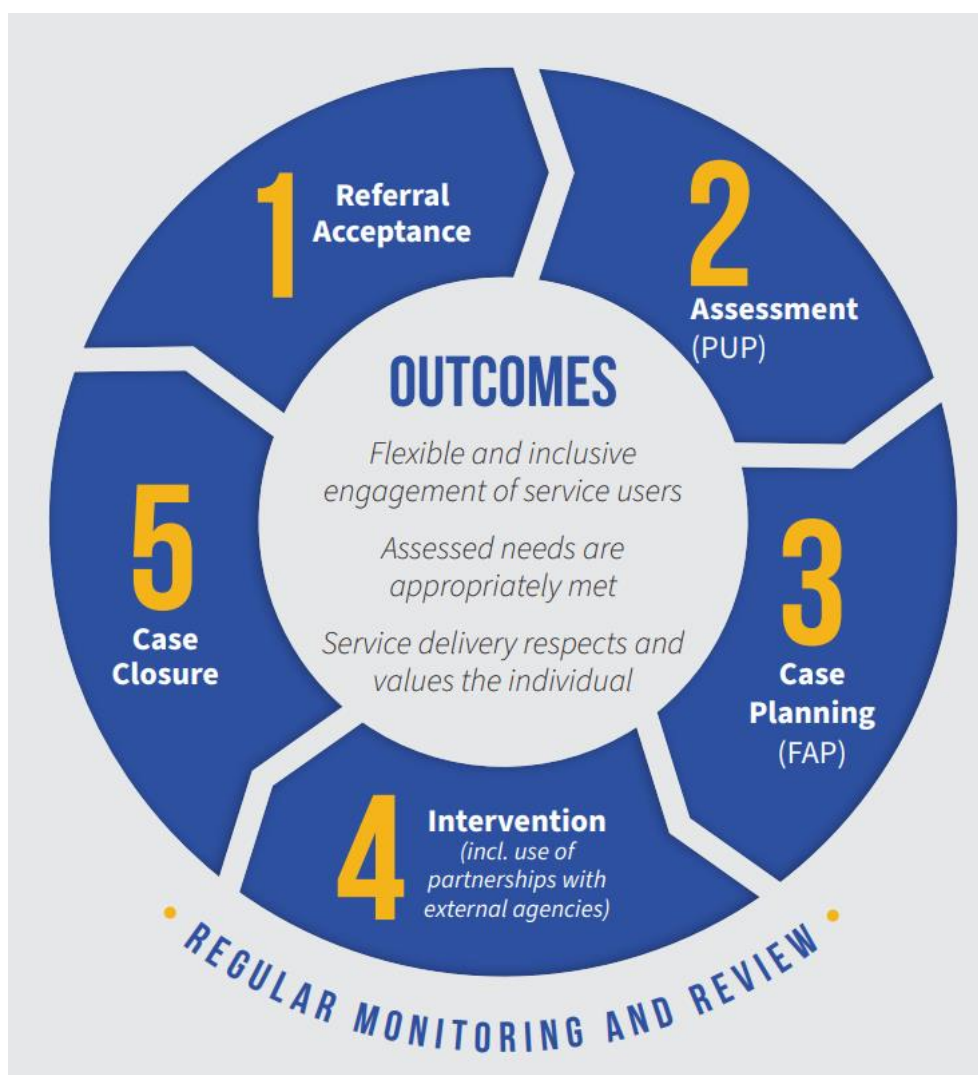 1
Referral
Acceptance
2
Assessment
(PUP)
3
Case
Planning
(FAP)
4
Intervention
(incl. use of
partnerships with
external agencies)
5
Case
Closure
OUTCOMES
Flexible and inclusive
engagement of service users
Assessed needs are
appropriately met
Service delivery respects and
values the individual
• REGULAR MONITORING AND REVIEW •